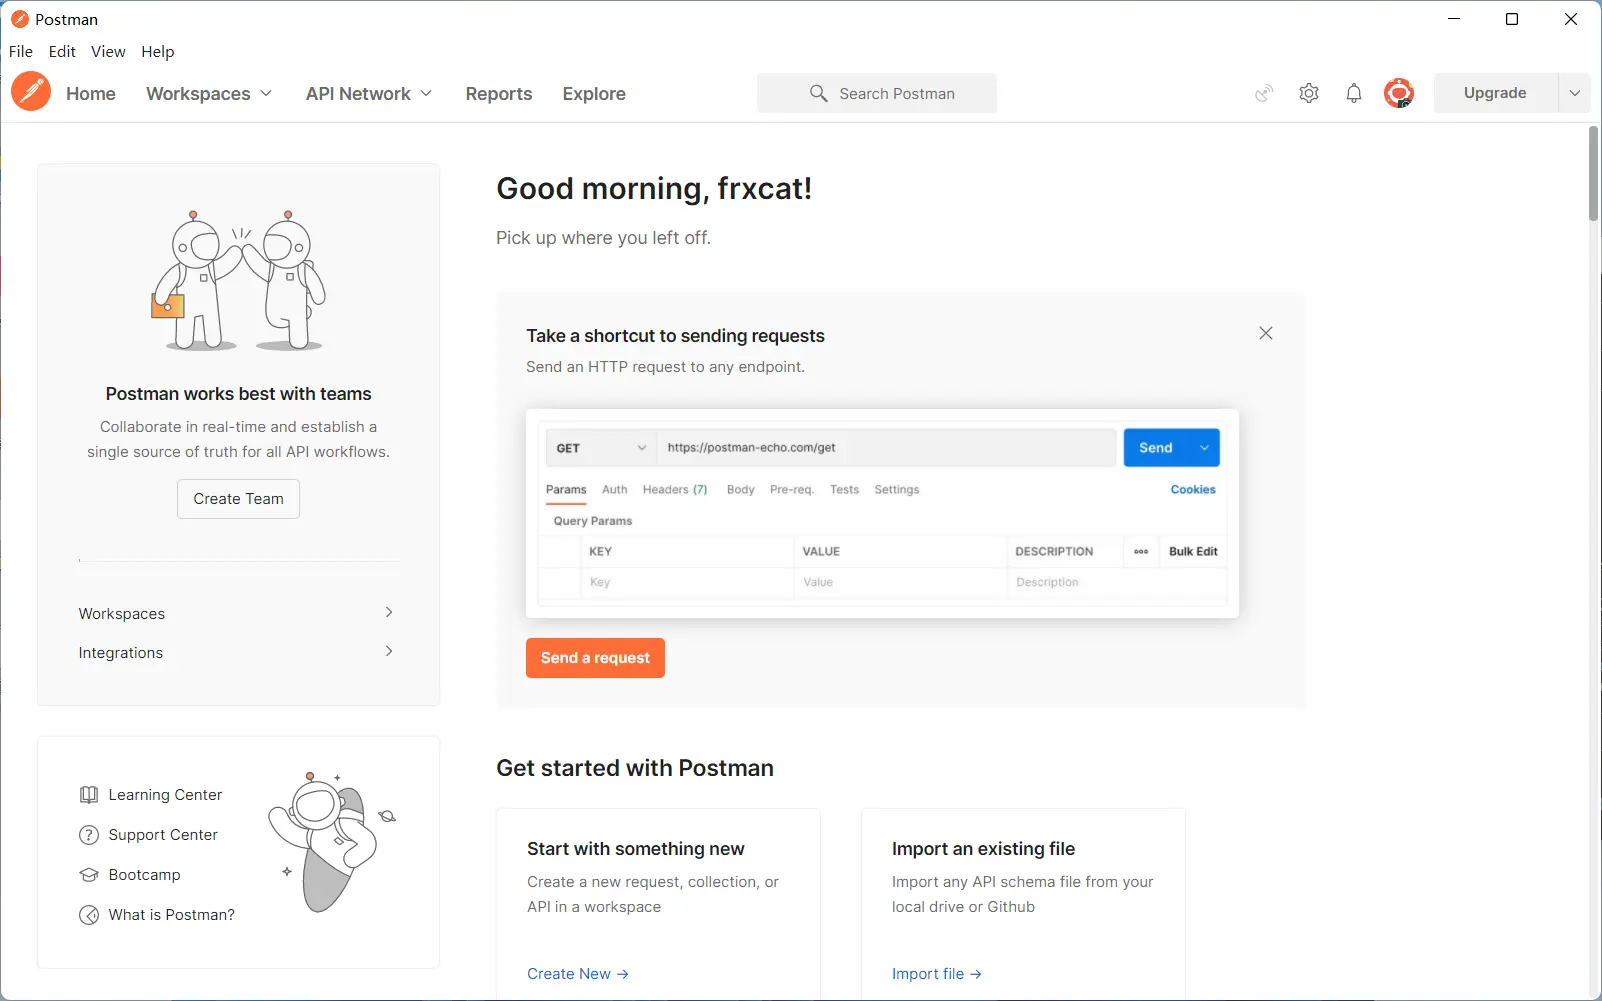 Postman
File Edit View Help
Home Workspaces API Network Reports Explore Search Postman Upgrade
Postman works best with teams
Collaborate in real-time and establish a
single source of truth for all API workflows.
Create Team
Workspaces
Integrations
Learning Center
Support Center
Bootcamp
What is Postman?
Good morning, frxcat!
Pick up where you left off.
Take a shortcut to sending requests
Send an HTTP request to any endpoint.
GET https://postman-echo.com/get Send
Params Auth Headers (7) Body Pre-req. Tests Settings Cookies
Query Params
KEY VALUE DESCRIPTION ooo Bulk Edit
Key Value Description
Send a request
Get started with Postman
Start with something new
Create a new request, collection, or
API in a workspace
Create New →
Import an existing file
Import any API schema file from your
local drive or Github
Import file →